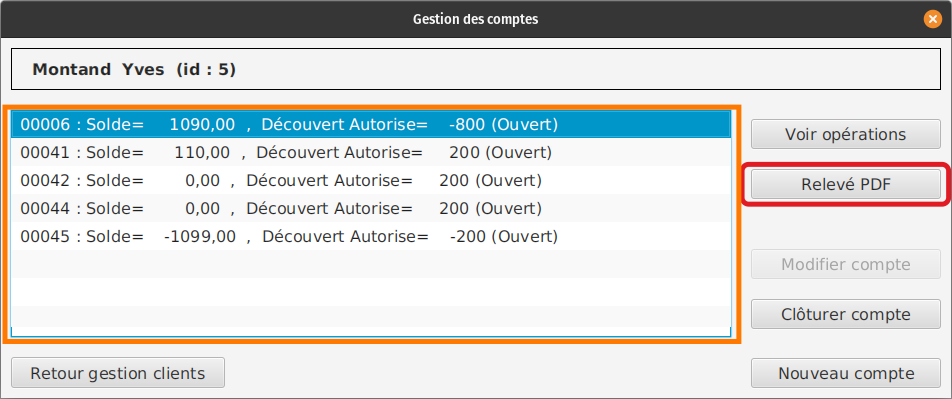 Gestion des comptes
Montand Yves (id : 5)
00006 : Solde= 1090,00 , Découvert Autorise= -800 (Ouvert)
00041 : Solde= 110,00 , Découvert Autorise= 200 (Ouvert)
00042 : Solde= 0,00 , Découvert Autorise= 200 (Ouvert)
00044 : Solde= 0,00 , Découvert Autorise= 200 (Ouvert)
00045 : Solde= -1099,00 , Découvert Autorise= -200 (Ouvert)
Voir opérations
Relevé PDF
Modifier compte
Clôturer compte
Retour gestion clients
Nouveau compte